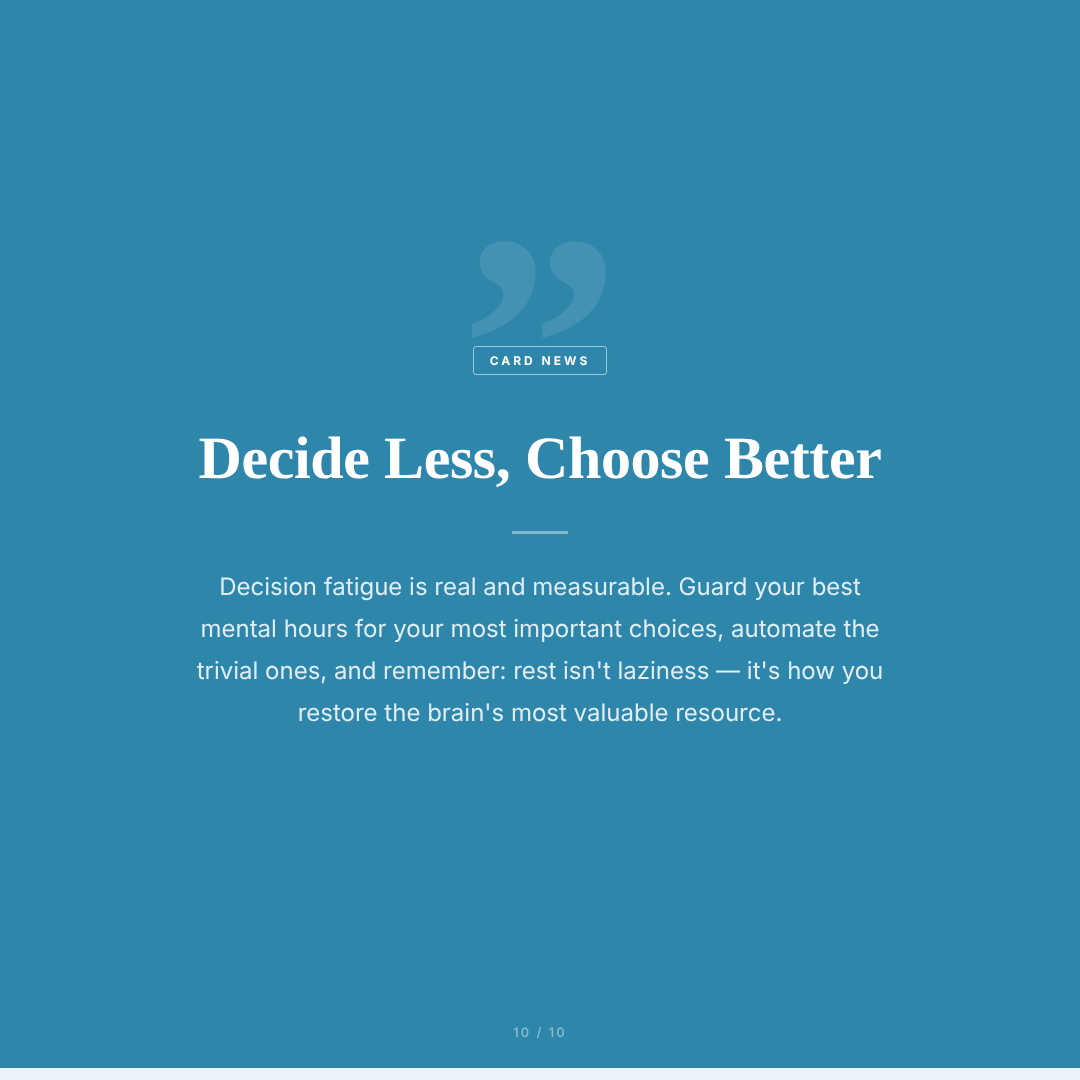 ”
CARD NEWS
Decide Less, Choose Better
Decision fatigue is real and measurable. Guard your best
mental hours for your most important choices, automate the
trivial ones, and remember: rest isn't laziness — it's how you
restore the brain's most valuable resource.
10 / 10